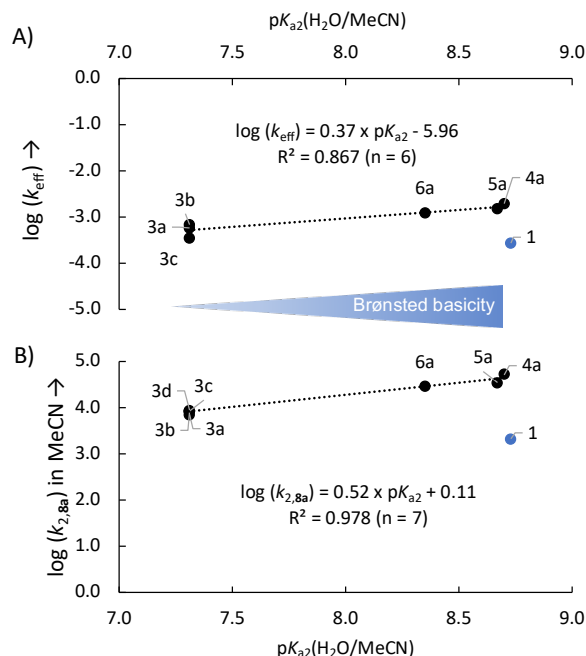 pKa2(H2O/MeCN)
A)
7.0 7.5 8.0 8.5 9.0
0.0
-1.0
-2.0
-3.0
-4.0
-5.0
log (keff) →
log (keff) = 0.37 x pKa2 - 5.96
R² = 0.867 (n = 6)
3b
3a
3c
6a
5a
4a
1
Brønsted basicity
B)
5.0
4.0
3.0
2.0
1.0
0.0
log (k2,8a) in MeCN →
3d
3c
3b
3a
6a
5a
4a
1
log (k2,8a) = 0.52 x pKa2 + 0.11
R² = 0.978 (n = 7)
7.0 7.5 8.0 8.5 9.0
pKa2(H2O/MeCN)